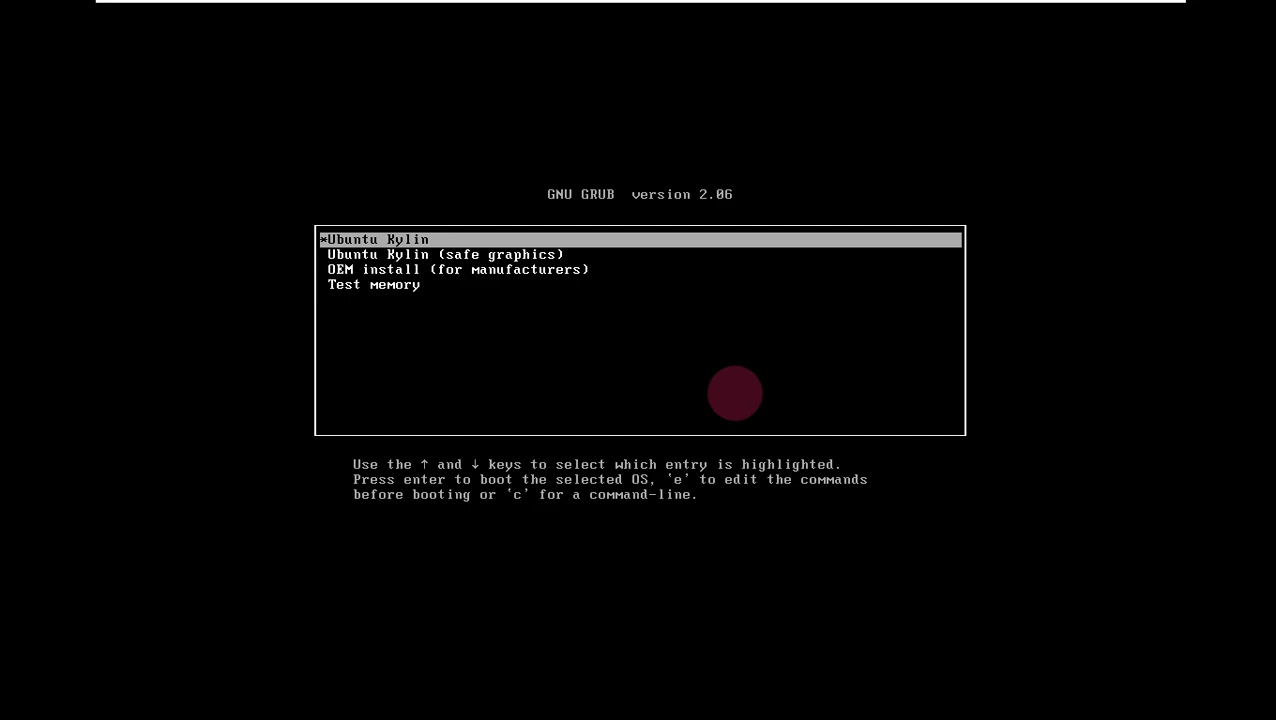 GNU GRUB  version 2.06
*Ubuntu Kylin
Ubuntu Kylin (safe graphics)
OEM install (for manufacturers)
Test memory
Use the ↑ and ↓ keys to select which entry is highlighted.
Press enter to boot the selected OS, `e' to edit the commands
before booting or `c' for a command-line.